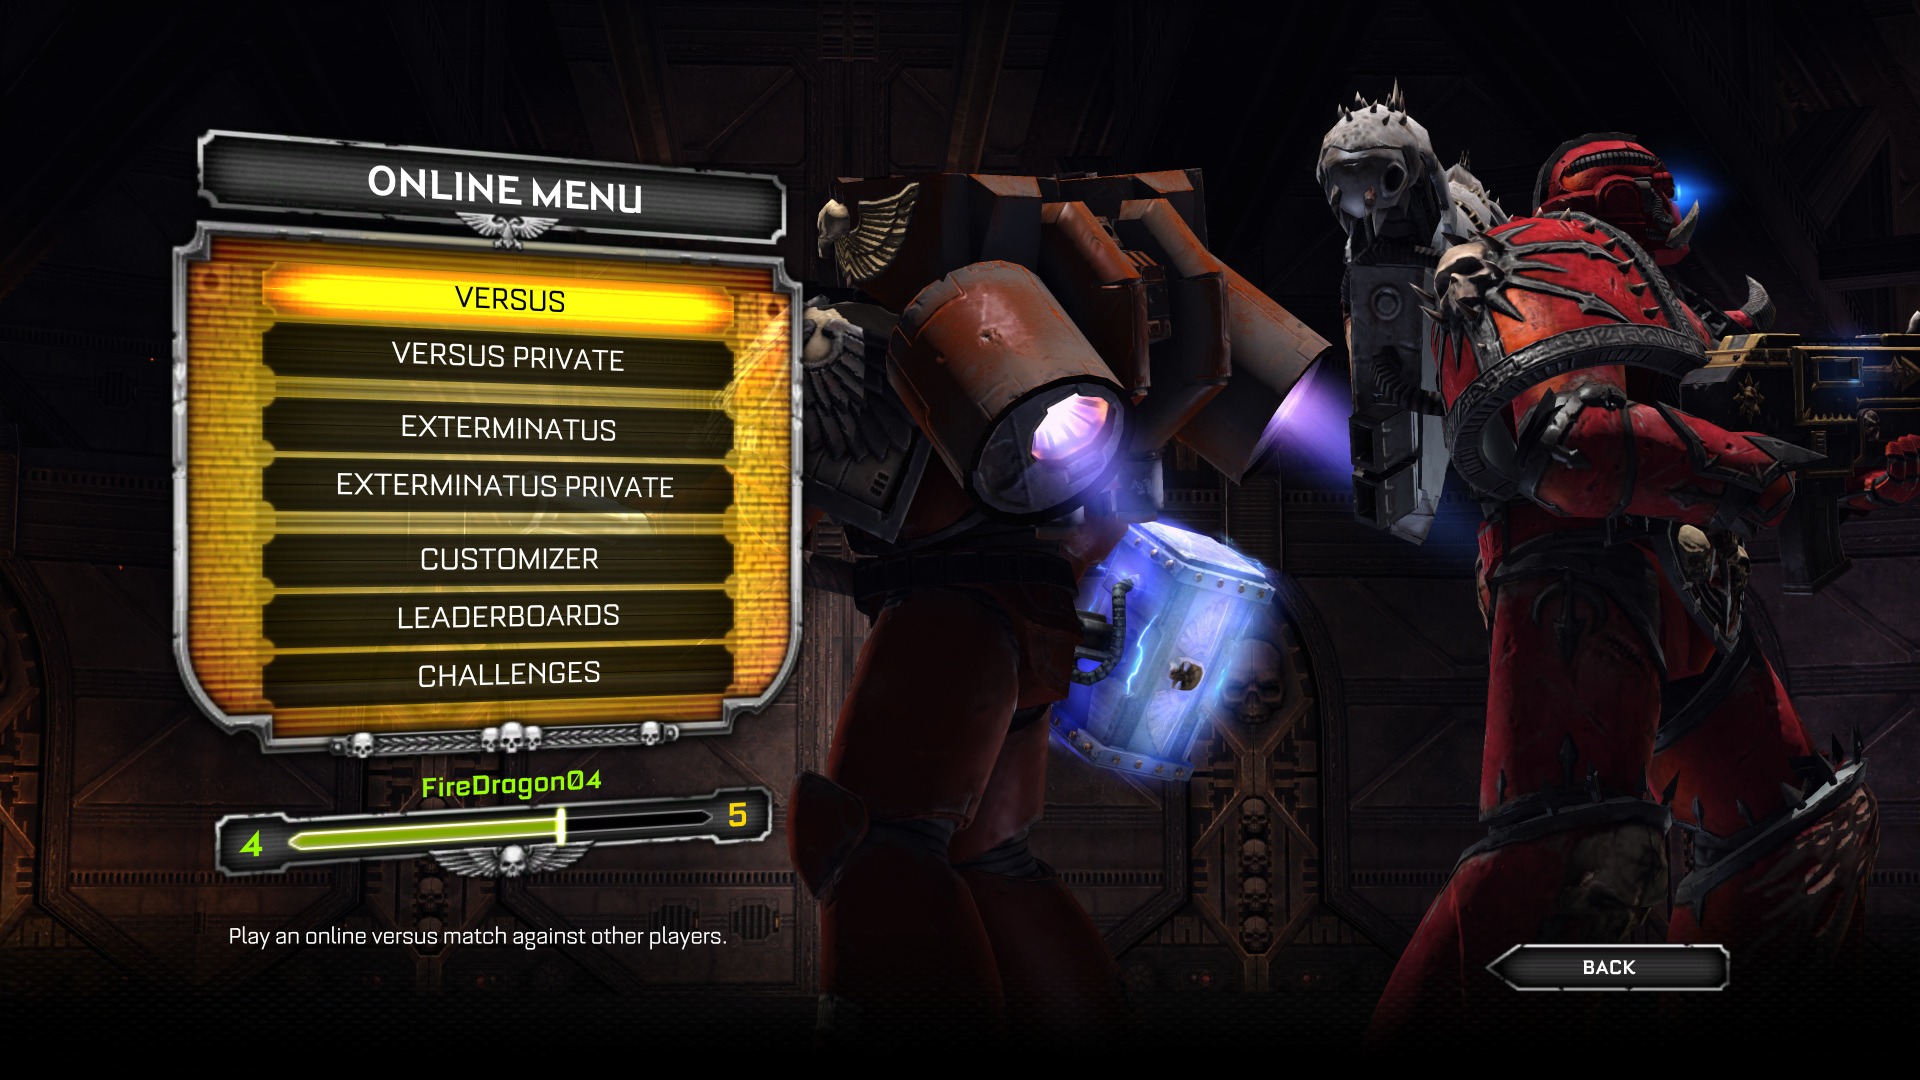 ONLINE MENU
VERSUS
VERSUS PRIVATE
EXTERMINATUS
EXTERMINATUS PRIVATE
CUSTOMIZER
LEADERBOARDS
CHALLENGES
FireDragon04
4
5
Play an online versus match against other players.
BACK